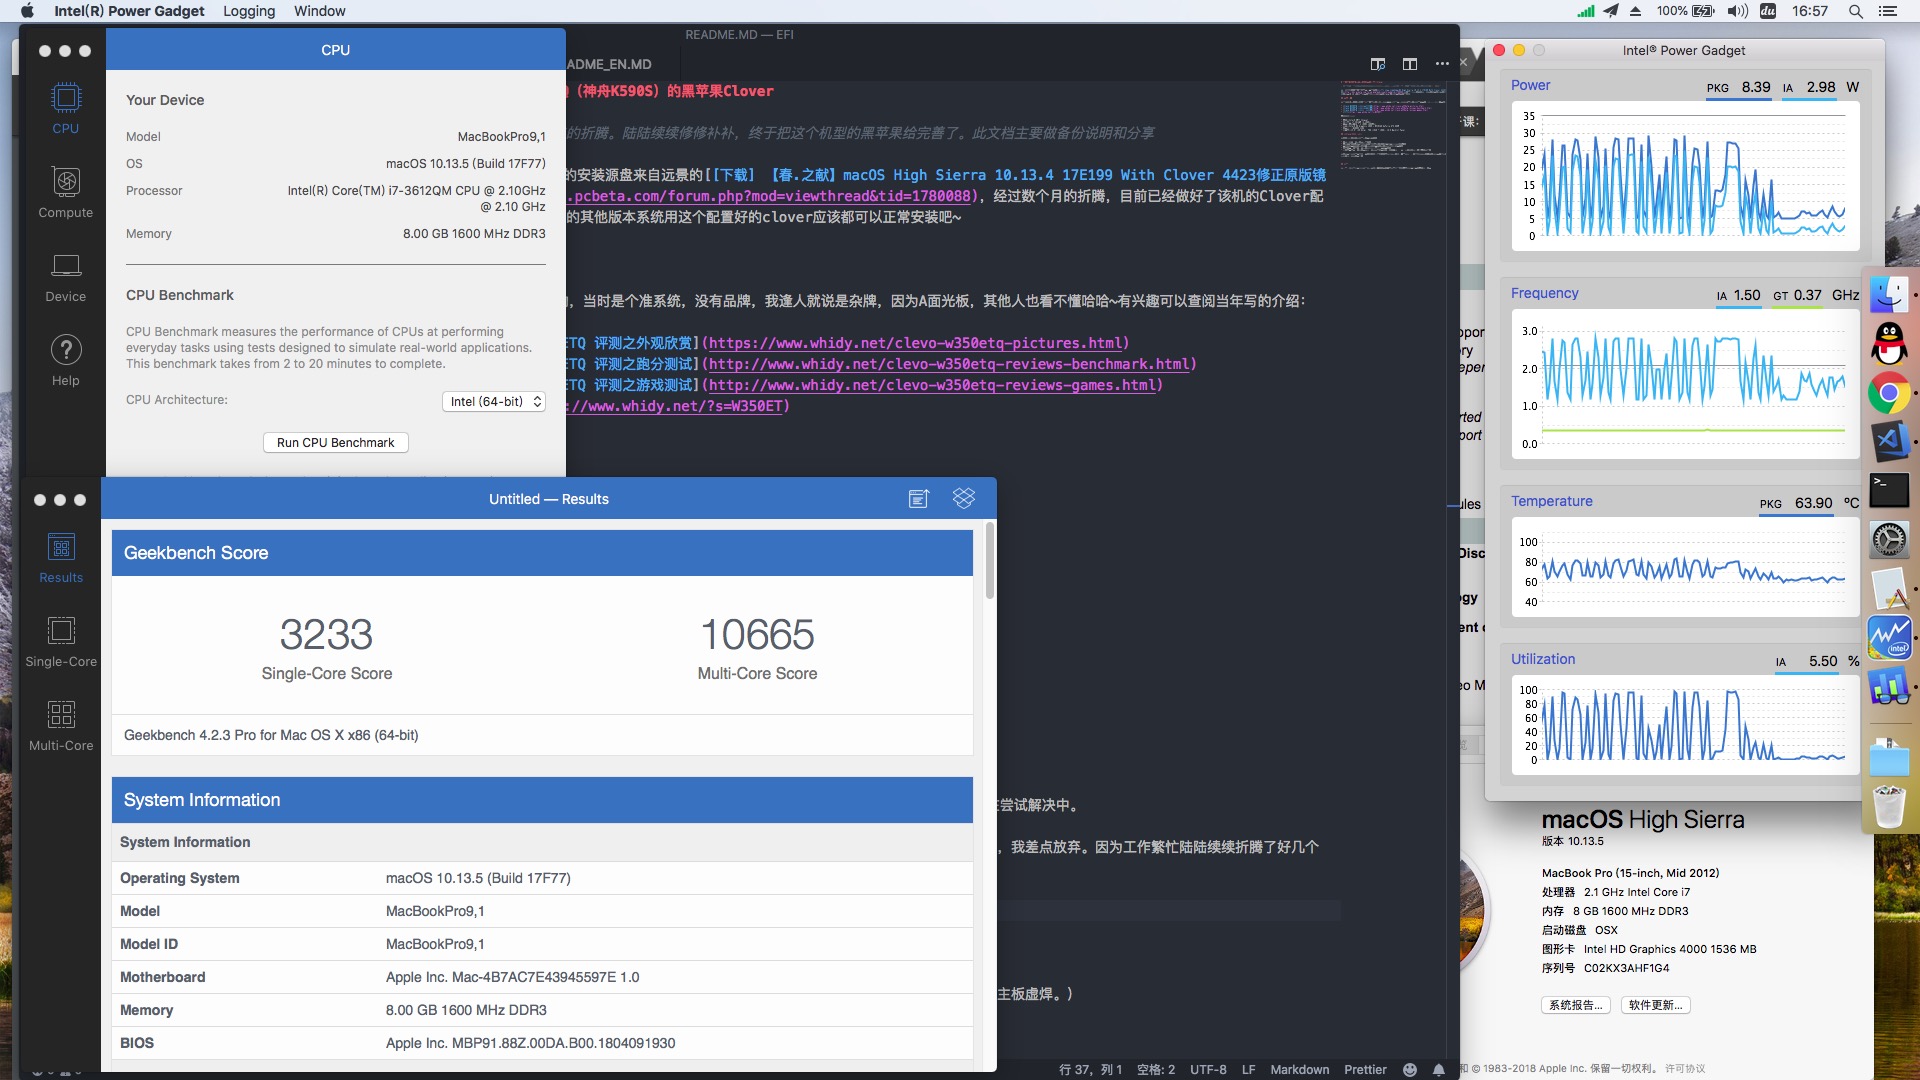 Intel(R) Power Gadget Logging Window
100% du 16:57
README.MD — EFI
CPU
CPU
Compute
Device
Help
Your Device
Model MacBookPro9,1
OS macOS 10.13.5 (Build 17F77)
Processor Intel(R) Core(TM) i7-3612QM CPU @ 2.10GHz
@ 2.10 GHz
Memory 8.00 GB 1600 MHz DDR3
CPU Benchmark
CPU Benchmark measures the performance of CPUs at performing
everyday tasks using tests designed to simulate real-world applications.
This benchmark takes from 2 to 20 minutes to complete.
CPU Architecture: Intel (64-bit)
Run CPU Benchmark
ADME_EN.MD
(神舟K590S) 的黑苹果Clover
的折腾。陆陆续续修修补补，终于把这个机型的黑苹果给完善了。此文档主要做备份说明和分享
的安装源盘来自远景的[[下载] 【春.之献】macOS High Sierra 10.13.4 17E199 With Clover 4423修正原版镜
.pcbeta.com/forum.php?mod=viewthread&tid=1780088)，经过数个月的折腾，目前已经做好了该机的Clover配
的其他版本系统用这个配置好的clover应该都可以正常安装吧~
，当时是个准系统，没有品牌，我逢人就说是杂牌，因为A面光板，其他人也看不懂哈哈~有兴趣可以查阅当年写的介绍：
ETQ 评测之外观欣赏](https://www.whidy.net/clevo-w350etq-pictures.html)
ETQ 评测之跑分测试](http://www.whidy.net/clevo-w350etq-reviews-benchmark.html)
ETQ 评测之游戏测试](http://www.whidy.net/clevo-w350etq-reviews-games.html)
://www.whidy.net/?s=W350ET)
尝试解决中。
，我差点放弃。因为工作繁忙陆陆续续折腾了好几个
主板虚焊。)
行 37，列 1 空格: 2 UTF-8 LF Markdown Prettier
Untitled — Results
Results
Single-Core
Multi-Core
Geekbench Score
3233 10665
Single-Core Score Multi-Core Score
Geekbench 4.2.3 Pro for Mac OS X x86 (64-bit)
System Information
System Information
Operating System macOS 10.13.5 (Build 17F77)
Model MacBookPro9,1
Model ID MacBookPro9,1
Motherboard Apple Inc. Mac-4B7AC7E43945597E 1.0
Memory 8.00 GB 1600 MHz DDR3
BIOS Apple Inc. MBP91.88Z.00DA.B00.1804091930
课:
ppor
ory
eper
rted
port
ules
Disc
ogy
ent
eo M
Intel® Power Gadget
Power PKG 8.39 IA 2.98 W
35
30
25
20
15
10
5
0
Frequency IA 1.50 GT 0.37 GHz
3.0
2.0
1.0
0.0
Temperature PKG 63.90 ºC
100
80
60
40
Utilization IA 5.50 %
100
80
60
40
20
0
intel
macOS High Sierra
版本 10.13.5
MacBook Pro (15-inch, Mid 2012)
处理器 2.1 GHz Intel Core i7
内存 8 GB 1600 MHz DDR3
启动磁盘 OSX
图形卡 Intel HD Graphics 4000 1536 MB
序列号 C02KX3AHF1G4
系统报告... 软件更新...
和 © 1983-2018 Apple Inc. 保留一切权利。 许可协议